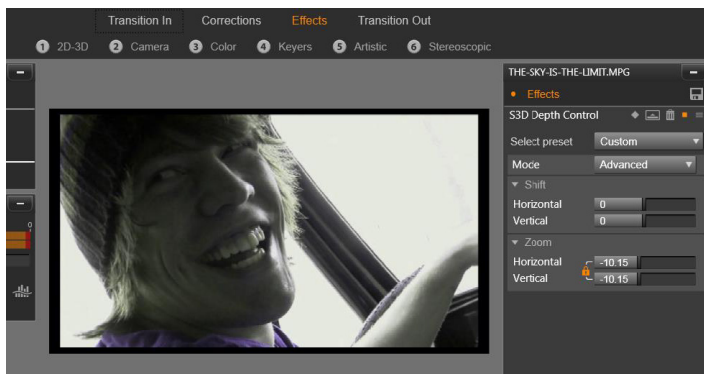 Transition In Corrections Effects Transition Out
1 2D-3D 2 Camera 3 Color 4 Keyers 5 Artistic 6 Stereoscopic
THE-SKY-IS-THE-LIMIT.MPG
Effects
S3D Depth Control
Select preset Custom
Mode Advanced
Shift
Horizontal 0
Vertical 0
Zoom
Horizontal -10.15
Vertical -10.15